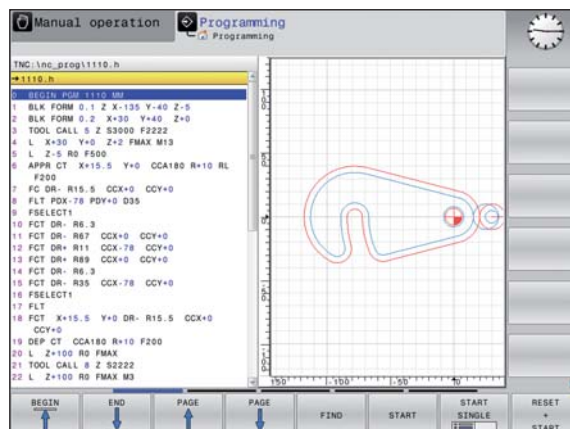 Manual operation
Programming
Programming
TNC:\nc_prog\1110.h
→1110.h
0 BEGIN PGM 1110 MM
1 BLK FORM 0.1 Z X-135 Y-40 Z-5
2 BLK FORM 0.2 X+30 Y+40 Z+0
3 TOOL CALL 5 Z S3000 F2222
4 L X+30 Y+0 Z+2 FMAX M13
5 L Z-5 R0 F500
6 APPR CT X+15.5 Y+0 CCA180 R+10 RL
F200
7 FC DR- R15.5 CCX+0 CCY+0
8 FLT PDX-78 PDY+0 D35
9 FSELECT1
10 FCT DR- R6.3
11 FCT DR- R67 CCX+0 CCY+0
12 FCT DR+ R11 CCX-78 CCY+0
13 FCT DR+ R89 CCX+0 CCY+0
14 FCT DR- R6.3
15 FCT DR- R35 CCX-78 CCY+0
16 FSELECT1
17 FLT
18 FCT X+15.5 Y+0 DR- R15.5 CCX+0
CCY+0
19 DEP CT CCA180 R+10 F200
20 L Z+100 R0 FMAX
21 TOOL CALL 8 Z S2222
22 L Z+100 R0 FMAX M3
150 -100 -50 0
BEGIN
END
PAGE
PAGE
FIND
START
START
SINGLE
RESET
+
START